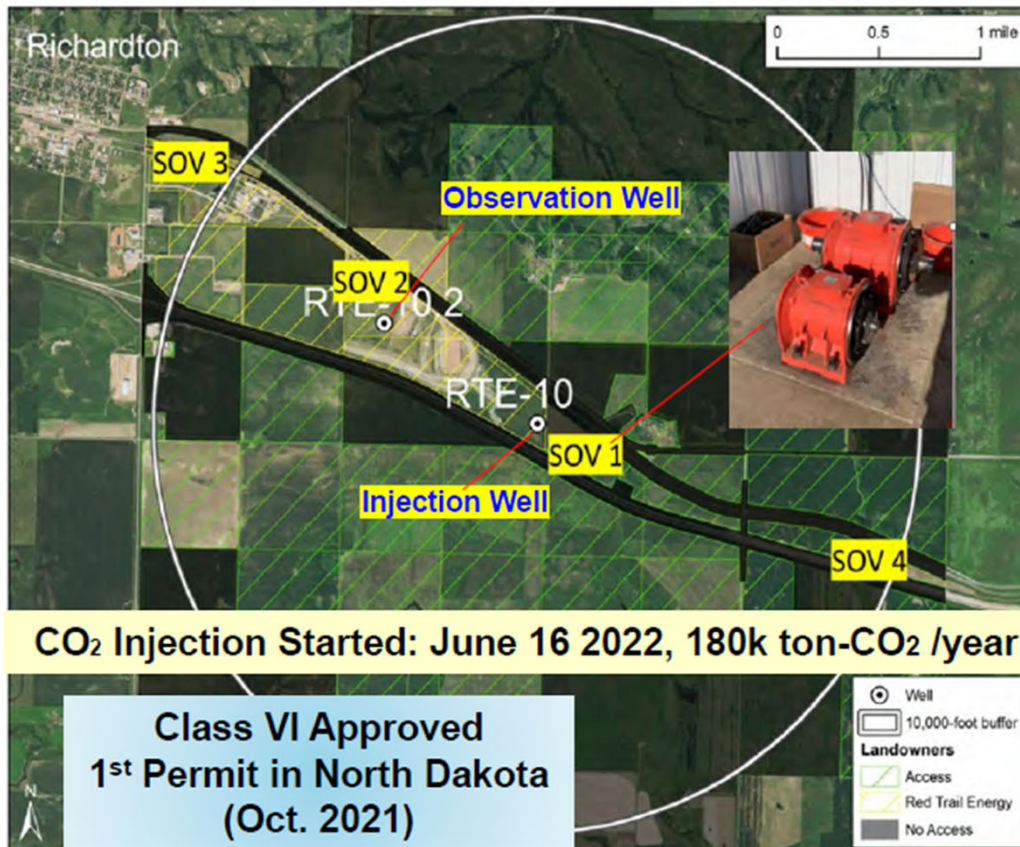 Richardton
0 0.5 1 mile
SOV 3
Observation Well
SOV 2
RTE-10.2
RTE-10
SOV 1
Injection Well
SOV 4
CO₂ Injection Started: June 16 2022, 180k ton-CO₂ /year
Class VI Approved
1st Permit in North Dakota
(Oct. 2021)
N
Well
10,000-foot buffer
Landowners
Access
Red Trail Energy
No Access